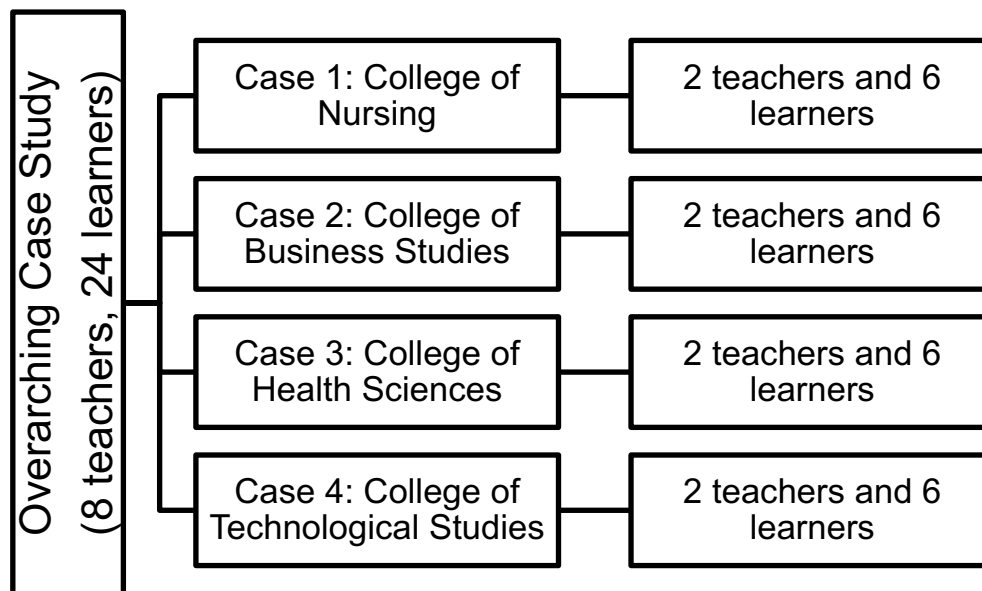 Overarching Case Study
(8 teachers, 24 learners)
Case 1: College of
Nursing
2 teachers and 6
learners
Case 2: College of
Business Studies
2 teachers and 6
learners
Case 3: College of
Health Sciences
2 teachers and 6
learners
Case 4: College of
Technological Studies
2 teachers and 6
learners